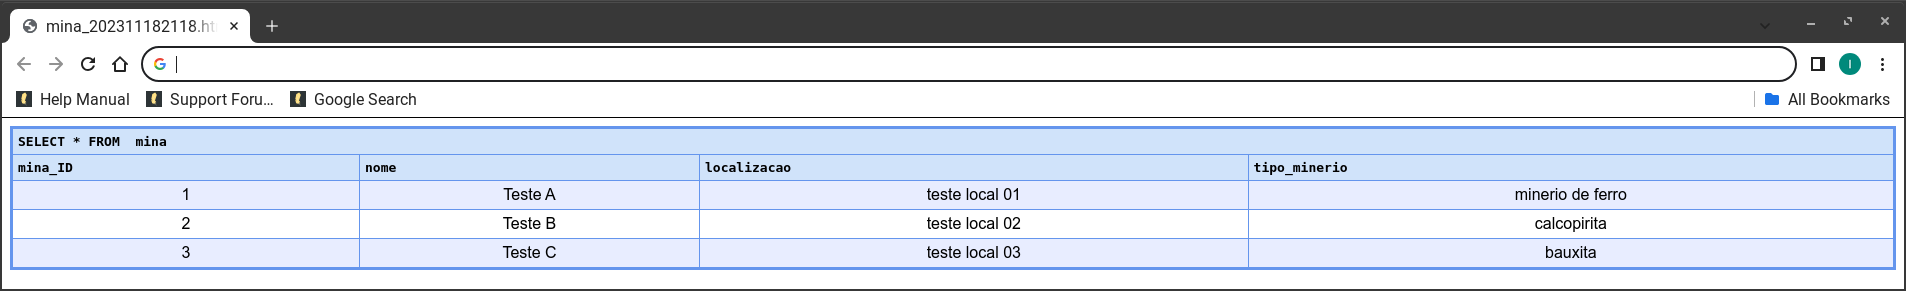 mina_202311182118.ht
Help Manual Support Foru... Google Search All Bookmarks
SELECT * FROM mina
mina_ID nome localizacao tipo_minerio
1 Teste A teste local 01 minerio de ferro
2 Teste B teste local 02 calcopirita
3 Teste C teste local 03 bauxita